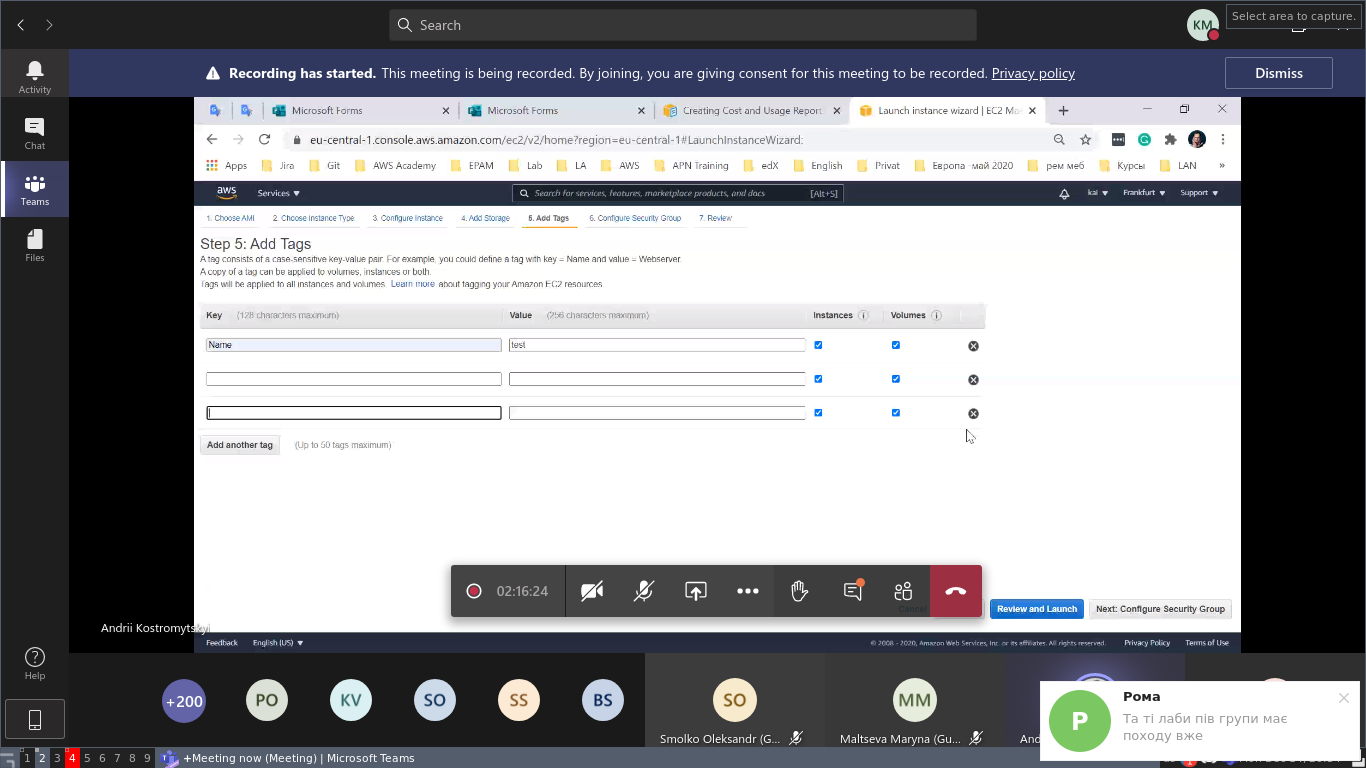 Search
KM
Select area to capture.
Activity
Chat
Teams
Files
Help
Recording has started. This meeting is being recorded. By joining, you are giving consent for this meeting to be recorded. Privacy policy
Dismiss
Microsoft Forms
Microsoft Forms
Creating Cost and Usage Report
Launch instance wizard | EC2 Ma
eu-central-1.console.aws.amazon.com/ec2/v2/home?region=eu-central-1#LaunchInstanceWizard:
Apps Jira Git AWS Academy EPAM Lab LA AWS APN Training edX English Privat Европа -май 2020 рем меб Курсы LAN »
aws Services Search for services, features, marketplace products, and docs [Alt+S] kai Frankfurt Support
1. Choose AMI 2. Choose Instance Type 3. Configure Instance 4. Add Storage 5. Add Tags 6. Configure Security Group 7. Review
Step 5: Add Tags
A tag consists of a case-sensitive key-value pair. For example, you could define a tag with key = Name and value = Webserver.
A copy of a tag can be applied to volumes, instances or both.
Tags will be applied to all instances and volumes. Learn more about tagging your Amazon EC2 resources
Key (128 characters maximum) Value (256 characters maximum) Instances Volumes
Name test
Add another tag (Up to 50 tags maximum)
02:16:24
Cancel
Review and Launch Next: Configure Security Group
Andrii Kostromytskyi
Feedback English (US) © 2008 - 2020, Amazon Web Services, Inc. or its affiliates. All rights reserved. Privacy Policy Terms of Use
+200 PO KV SO SS BS SO MM
Smolko Oleksandr (G... Maltseva Maryna (Gu... And
Р
Рома
Та ті лаби пів групи має
походу вже
1 2 3 4 5 6 7 8 9 +Meeting now (Meeting) | Microsoft Teams